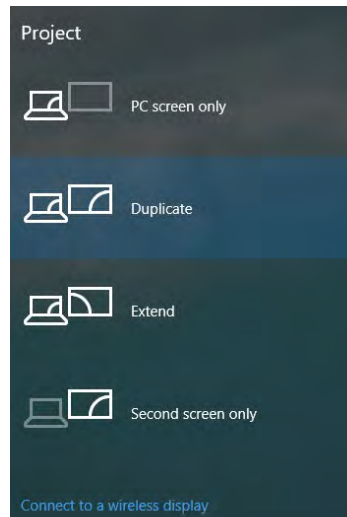 Project
PC screen only
Duplicate
Extend
Second screen only
Connect to a wireless display